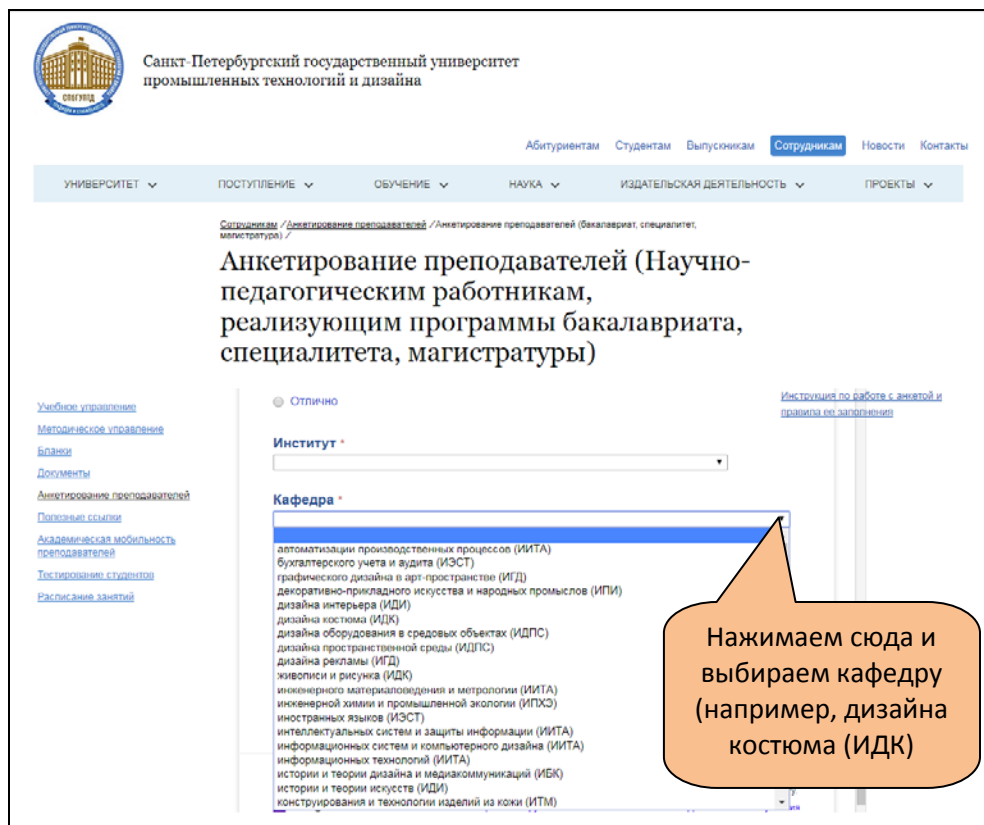 СПбГУПТД
Санкт-Петербургский государственный университет
промышленных технологий и дизайна
Абитуриентам Студентам Выпускникам Сотрудникам Новости Контакты
УНИВЕРСИТЕТ ПОСТУПЛЕНИЕ ОБУЧЕНИЕ НАУКА ИЗДАТЕЛЬСКАЯ ДЕЯТЕЛЬНОСТЬ ПРОЕКТЫ
Сотрудникам / Анкетирование преподавателей / Анкетирование преподавателей (бакалавриат, специалитет,
магистратура) /
Анкетирование преподавателей (Научно-
педагогическим работникам,
реализующим программы бакалавриата,
специалитета, магистратуры)
Учебное управление
Методическое управление
Бланки
Документы
Анкетирование преподавателей
Полезные ссылки
Академическая мобильность
преподавателей
Тестирование студентов
Расписание занятий
Отлично
Институт *
Кафедра *
автоматизации производственных процессов (ИИТА)
бухгалтерского учета и аудита (ИЭСТ)
графического дизайна в арт-пространстве (ИГД)
декоративно-прикладного искусства и народных промыслов (ИПИ)
дизайна интерьера (ИДИ)
дизайна костюма (ИДК)
дизайна оборудования в средовых объектах (ИДПС)
дизайна пространственной среды (ИДПС)
дизайна рекламы (ИГД)
живописи и рисунка (ИДК)
инженерного материаловедения и метрологии (ИИТА)
инженерной химии и промышленной экологии (ИПХЭ)
иностранных языков (ИЭСТ)
интеллектуальных систем и защиты информации (ИИТА)
информационных систем и компьютерного дизайна (ИИТА)
информационных технологий (ИИТА)
истории и теории дизайна и медиакоммуникаций (ИБК)
истории и теории искусств (ИДИ)
конструирования и технологии изделий из кожи (ИТМ)
Инструкция по работе с анкетой и
правила ее заполнения
Нажимаем сюда и
выбираем кафедру
(например, дизайна
костюма (ИДК)